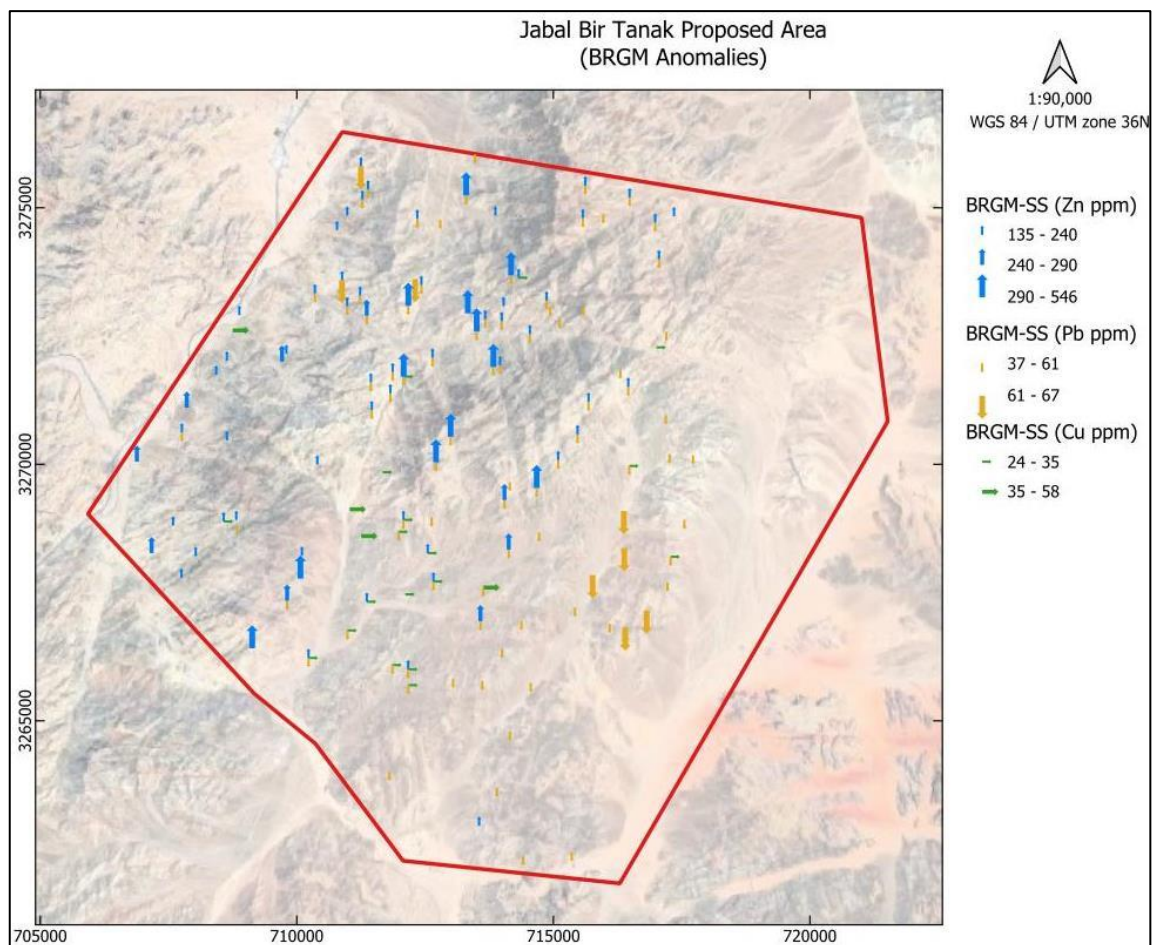 Jabal Bir Tanak Proposed Area
(BRGM Anomalies)
1:90,000
WGS 84 / UTM zone 36N
BRGM-SS (Zn ppm)
135 - 240
240 - 290
290 - 546
BRGM-SS (Pb ppm)
37 - 61
61 - 67
BRGM-SS (Cu ppm)
24 - 35
35 - 58
3275000
3270000
3265000
705000 710000 715000 720000